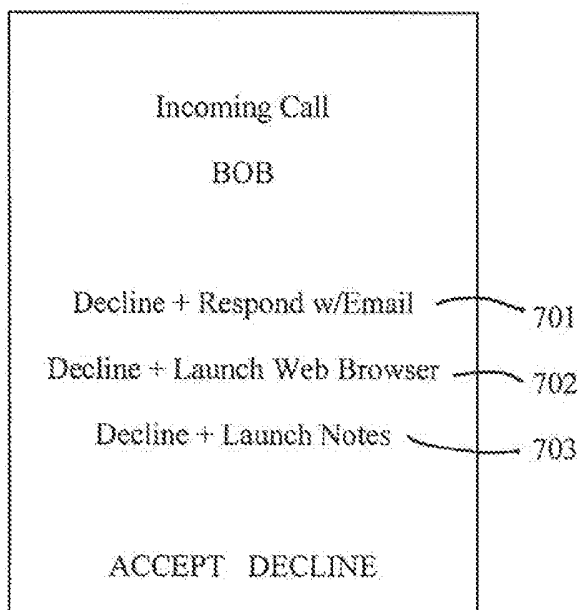 Incoming Call
BOB
Decline + Respond w/Email 701
Decline + Launch Web Browser 702
Decline + Launch Notes 703
ACCEPT DECLINE